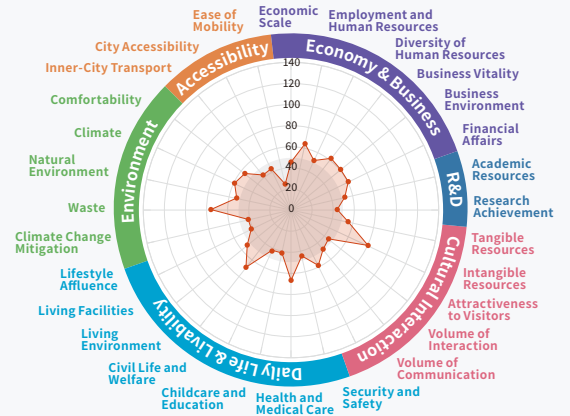 Economic
Scale
Employment and
Human Resources
Diversity of
Human Resources
Business Vitality
Business
Environment
Financial
Affairs
Academic
Resources
Research
Achievement
Tangible
Resources
Intangible
Resources
Attractiveness
to Visitors
Volume of
Interaction
Volume of
Communication
Security and
Safety
Health and
Medical Care
Childcare and
Education
Civil Life and
Welfare
Living
Environment
Living Facilities
Lifestyle
Affluence
Climate Change
Mitigation
Waste
Natural
Environment
Climate
Comfortability
Inner-City Transport
City Accessibility
Ease of
Mobility
Economy & Business
R&D
Cultural Interaction
Daily Life & Livability
Environment
Accessibility
140
120
100
80
60
40
20
0